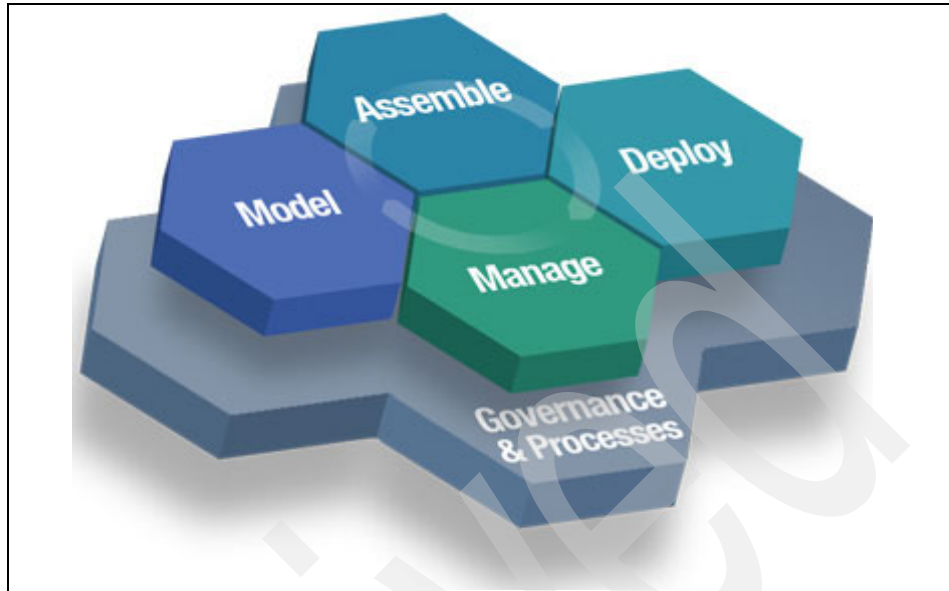 Assemble
Deploy
Model
Manage
Governance
& Processes